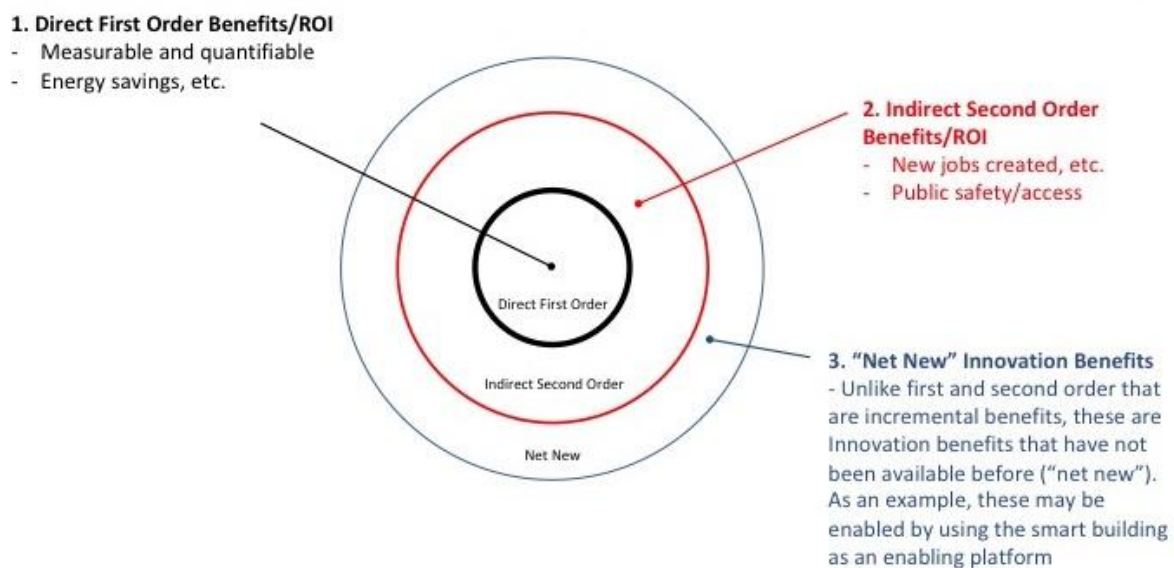 1. Direct First Order Benefits/ROI
- Measurable and quantifiable
- Energy savings, etc.
2. Indirect Second Order
Benefits/ROI
- New jobs created, etc.
- Public safety/access
Direct First Order
Indirect Second Order
Net New
3. “Net New” Innovation Benefits
- Unlike first and second order that
are incremental benefits, these are
Innovation benefits that have not
been available before (“net new”).
As an example, these may be
enabled by using the smart building
as an enabling platform